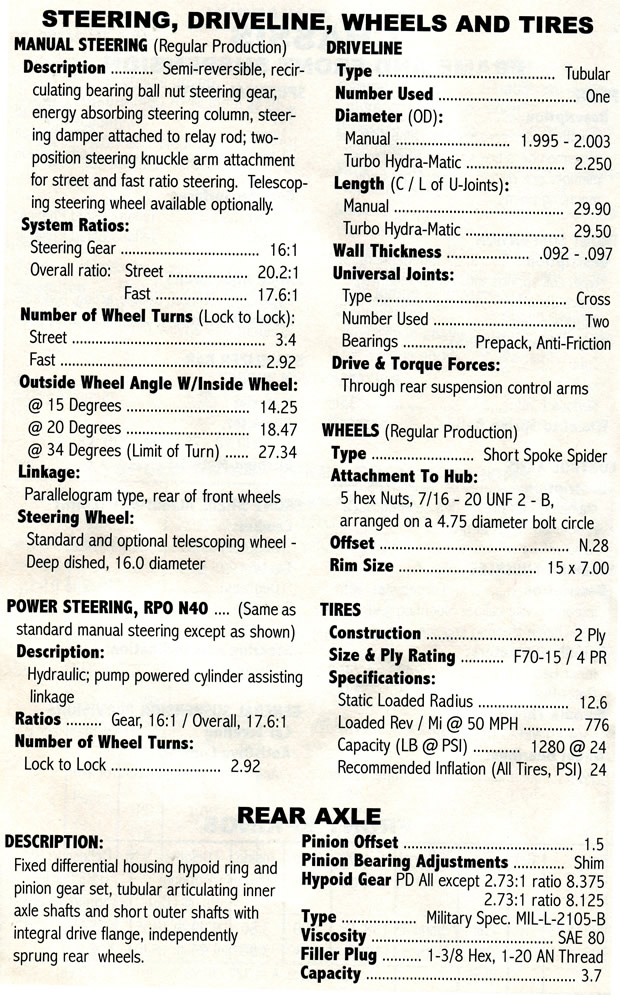 STEERING, DRIVELINE, WHEELS AND TIRES
MANUAL STEERING (Regular Production)
Description .......... Semi-reversible, recir-
culating bearing ball nut steering gear,
energy absorbing steering column, steer-
ing damper attached to relay rod; two-
position steering knuckle arm attachment
for street and fast ratio steering. Telescop-
ing steering wheel available optionally.
System Ratios:
Steering Gear ................................. 16:1
Overall ratio: Street ................... 20.2:1
Fast .......................... 17.6:1
Number of Wheel Turns (Lock to Lock):
Street ................................................ 3.4
Fast ................................................. 2.92
Outside Wheel Angle W/Inside Wheel:
@ 15 Degrees ............................. 14.25
@ 20 Degrees ............................. 18.47
@ 34 Degrees (Limit of Turn) ...... 27.34
Linkage:
Parallelogram type, rear of front wheels
Steering Wheel:
Standard and optional telescoping wheel -
Deep dished, 16.0 diameter
POWER STEERING, RPO N40 .... (Same as
standard manual steering except as shown)
Description:
Hydraulic; pump powered cylinder assisting
linkage
Ratios ......... Gear, 16:1 / Overall, 17.6:1
Number of Wheel Turns:
Lock to Lock .......................... 2.92
DRIVELINE
Type .......................................... Tubular
Number Used .................................. One
Diameter (OD):
Manual ........................... 1.995 - 2.003
Turbo Hydra-Matic .......................... 2.250
Length (C / L of U-Joints):
Manual ........................................ 29.90
Turbo Hydra-Matic .......................... 29.50
Wall Thickness ..................... .092 - .097
Universal Joints:
Type ............................................. Cross
Number Used .................................. Two
Bearings ............... Prepack, Anti-Friction
Drive & Torque Forces:
Through rear suspension control arms
WHEELS (Regular Production)
Type ........................ Short Spoke Spider
Attachment To Hub:
5 hex Nuts, 7/16 - 20 UNF 2 - B,
arranged on a 4.75 diameter bolt circle
Offset ............................................. N.28
Rim Size ................................... 15 x 7.00
TIRES
Construction ................................... 2 Ply
Size & Ply Rating .......... F70-15 / 4 PR
Specifications:
Static Loaded Radius ......................... 12.6
Loaded Rev / Mi @ 50 MPH ............... 776
Capacity (LB @ PSI) ........... 1280 @ 24
Recommended Inflation (All Tires, PSI) 24
REAR AXLE
DESCRIPTION:
Fixed differential housing hypoid ring and
pinion gear set, tubular articulating inner
axle shafts and short outer shafts with
integral drive flange, independently
sprung rear wheels.
Pinion Offset ......................................... 1.5
Pinion Bearing Adjustments ............ Shim
Hypoid Gear PD All except 2.73:1 ratio 8.375
2.73:1 ratio 8.125
Type ................. Military Spec. MIL-L-2105-B
Viscosity ......................................... SAE 80
Filler Plug ......... 1-3/8 Hex, 1-20 AN Thread
Capacity ................................................ 3.7